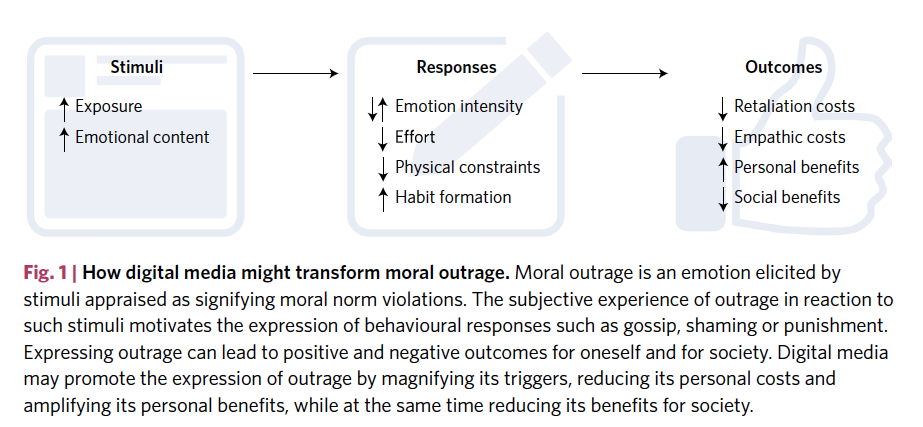 Stimuli
↑ Exposure
↑ Emotional content
Responses
↓↑ Emotion intensity
↓ Effort
↓ Physical constraints
↑ Habit formation
Outcomes
↓ Retaliation costs
↓ Empathic costs
↑ Personal benefits
↓ Social benefits
Fig. 1 | How digital media might transform moral outrage. Moral outrage is an emotion elicited by
stimuli appraised as signifying moral norm violations. The subjective experience of outrage in reaction to
such stimuli motivates the expression of behavioural responses such as gossip, shaming or punishment.
Expressing outrage can lead to positive and negative outcomes for oneself and for society. Digital media
may promote the expression of outrage by magnifying its triggers, reducing its personal costs and
amplifying its personal benefits, while at the same time reducing its benefits for society.